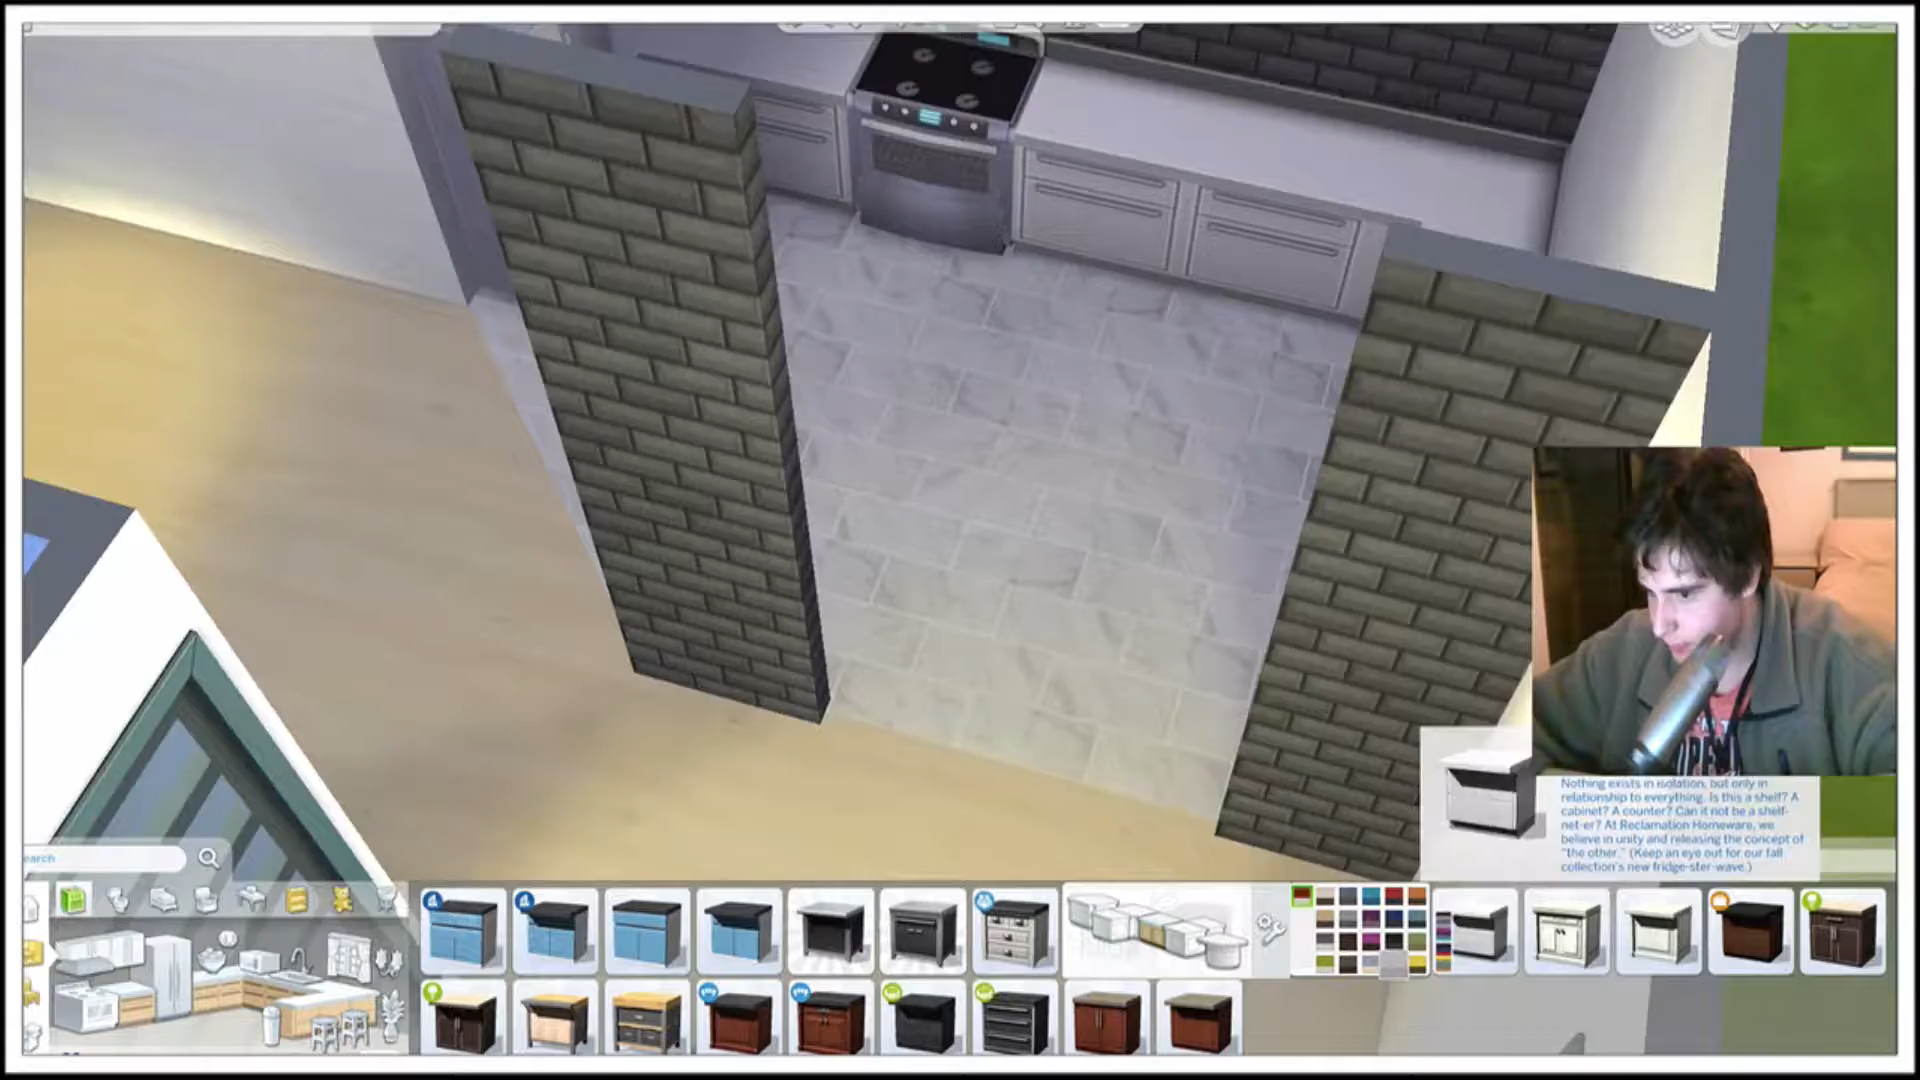 Nothing exists in isolation, but only in
relationship to everything. Is this a shelf? A
cabinet? A counter? Can it not be a shelf-
net-er? At Reclamation Homeware, we
believe in unity and releasing the concept of
"the other." (Keep an eye out for our fall
collection's new fridge-ster-wave.)
earch